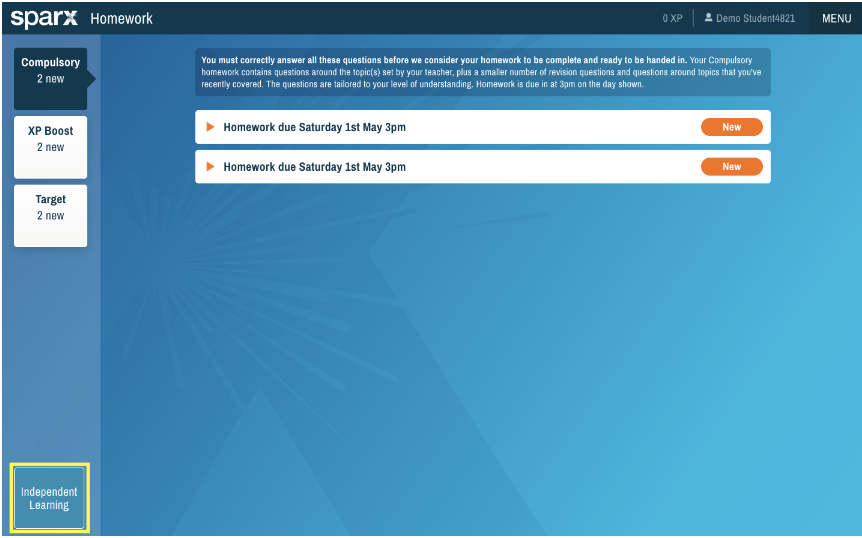 sparx Homework 0 XP Demo Student4821 MENU
Compulsory
2 new
XP Boost
2 new
Target
2 new
Independent
Learning
You must correctly answer all these questions before we consider your homework to be complete and ready to be handed in. Your Compulsory
homework contains questions around the topic(s) set by your teacher, plus a smaller number of revision questions and questions around topics that you've
recently covered. The questions are tailored to your level of understanding. Homework is due in at 3pm on the day shown.
Homework due Saturday 1st May 3pm New
Homework due Saturday 1st May 3pm New